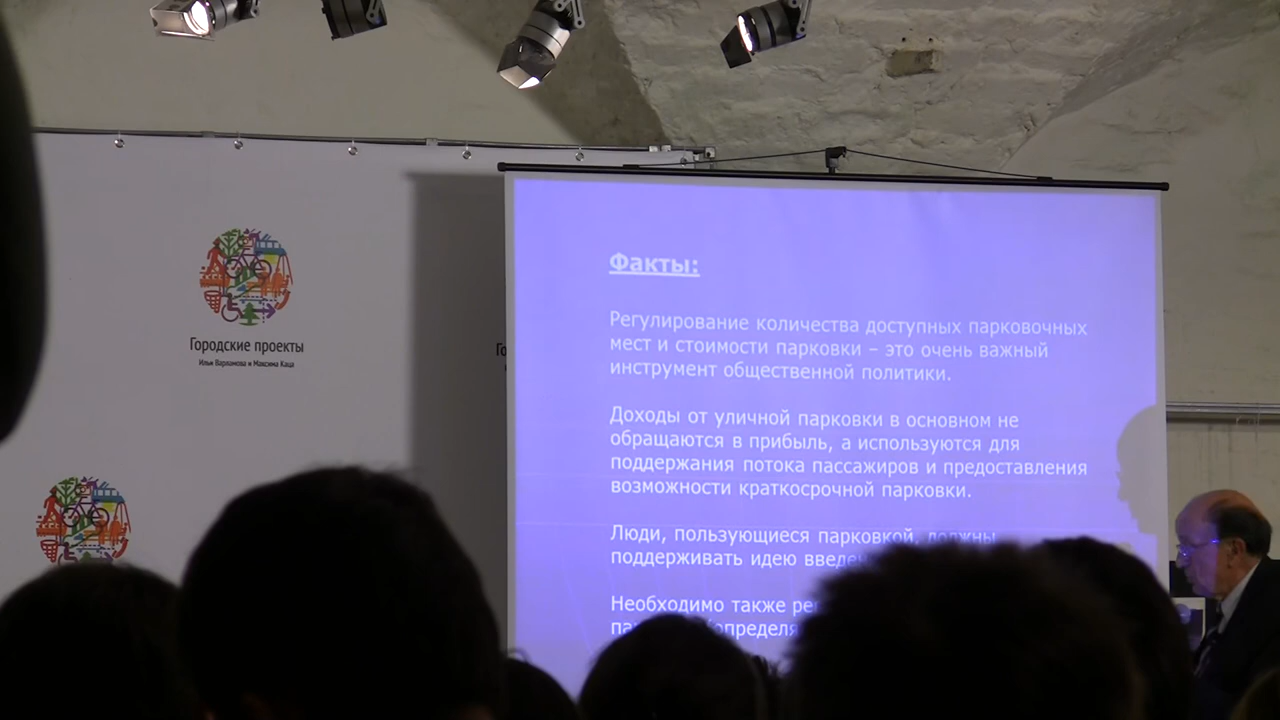 Городские проекты
Ильи Варламова и Максима Каца
Го
Факты:
Регулирование количества доступных парковочных
мест и стоимости парковки – это очень важный
инструмент общественной политики.
Доходы от уличной парковки в основном не
обращаются в прибыль, а используются для
поддержания потока пассажиров и предоставления
возможности краткосрочной парковки.
Люди, пользующиеся парковкой, должны
поддерживать идею
Необходимо также